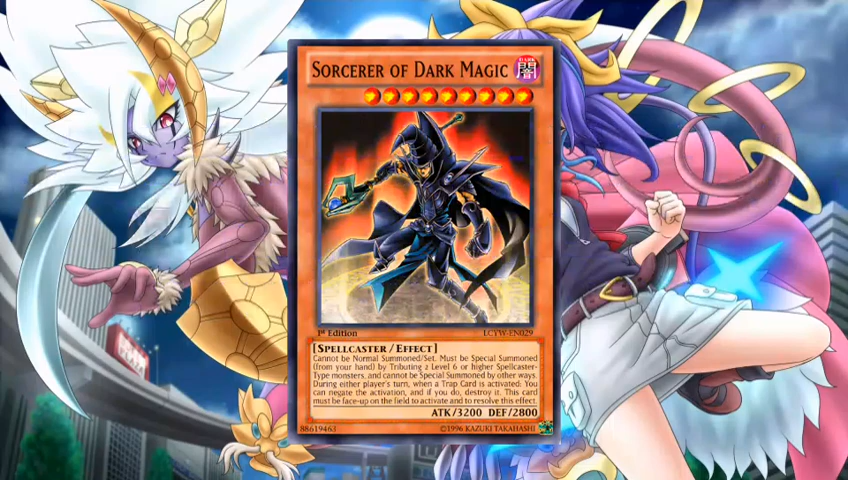 SORCERER OF DARK MAGIC
闇
1st Edition
LCYW-EN029
[SPELLCASTER / EFFECT]
Cannot be Normal Summoned/Set. Must be Special Summoned
(from your hand) by Tributing 2 Level 6 or higher Spellcaster-
Type monsters, and cannot be Special Summoned by other ways.
During either player's turn, when a Trap Card is activated: You
can negate the activation, and if you do, destroy it. This card
must be face-up on the field to activate and to resolve this effect.
ATK/3200 DEF/2800
88619463
©1996 KAZUKI TAKAHASHI